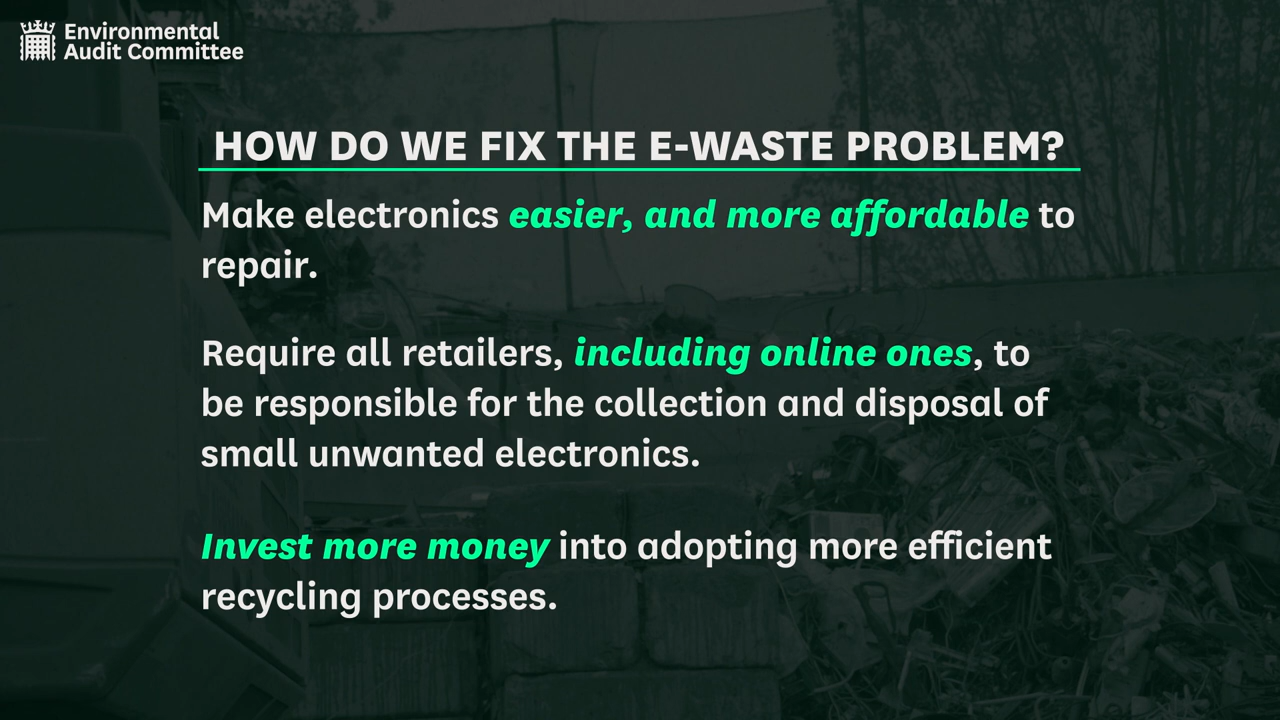 Environmental
Audit Committee
HOW DO WE FIX THE E-WASTE PROBLEM?
Make electronics easier, and more affordable to
repair.
Require all retailers, including online ones, to
be responsible for the collection and disposal of
small unwanted electronics.
Invest more money into adopting more efficient
recycling processes.